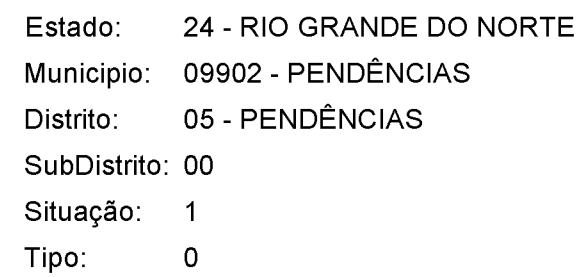 Estado: 24 - RIO GRANDE DO NORTE
Municipio: 09902 - PENDÊNCIAS
Distrito: 05 - PENDÊNCIAS
SubDistrito: 00
Situação: 1
Tipo: 0